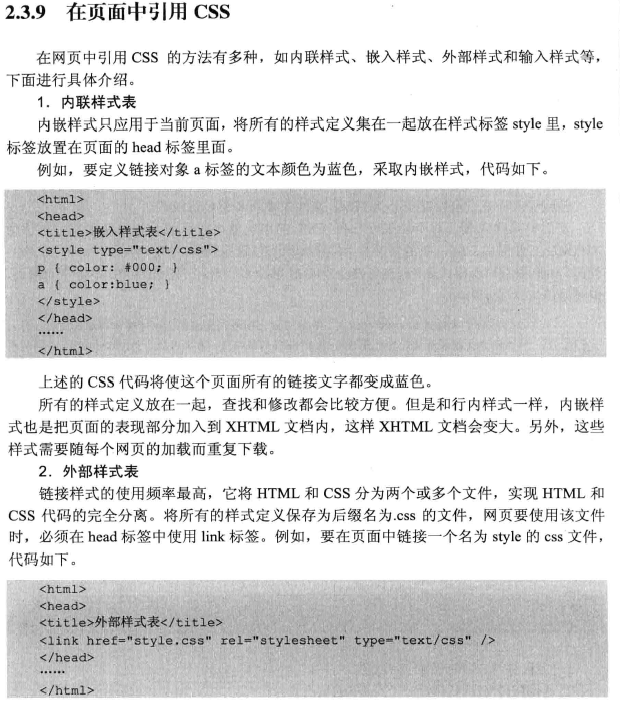 2.3.9 在页面中引用 CSS
在网页中引用 CSS 的方法有多种，如内联样式、嵌入样式、外部样式和输入样式等，
下面进行具体介绍。
1．内联样式表
内嵌样式只应用于当前页面，将所有的样式定义集在一起放在样式标签 style 里，style
标签放置在页面的 head 标签里面。
例如，要定义链接对象 a 标签的文本颜色为蓝色，采取内嵌样式，代码如下。
<html>
<head>
<title>嵌入样式表</title>
<style type="text/css">
p { color: #000; }
a { color:blue; }
</style>
</head>
……
</html>
上述的 CSS 代码将使这个页面所有的链接文字都变成蓝色。
所有的样式定义放在一起，查找和修改都会比较方便。但是和行内样式一样，内嵌样
式也是把页面的表现部分加入到 XHTML 文档内，这样 XHTML 文档会变大。另外，这些
样式需要随每个网页的加载而重复下载。
2．外部样式表
链接样式的使用频率最高，它将 HTML 和 CSS 分为两个或多个文件，实现 HTML 和
CSS 代码的完全分离。将所有的样式定义保存为后缀名为.css 的文件，网页要使用该文件
时，必须在 head 标签中使用 link 标签。例如，要在页面中链接一个名为 style 的 css 文件，
代码如下。
<html>
<head>
<title>外部样式表</title>
<link href="style.css" rel="stylesheet" type="text/css" />
</head>
……
</html>